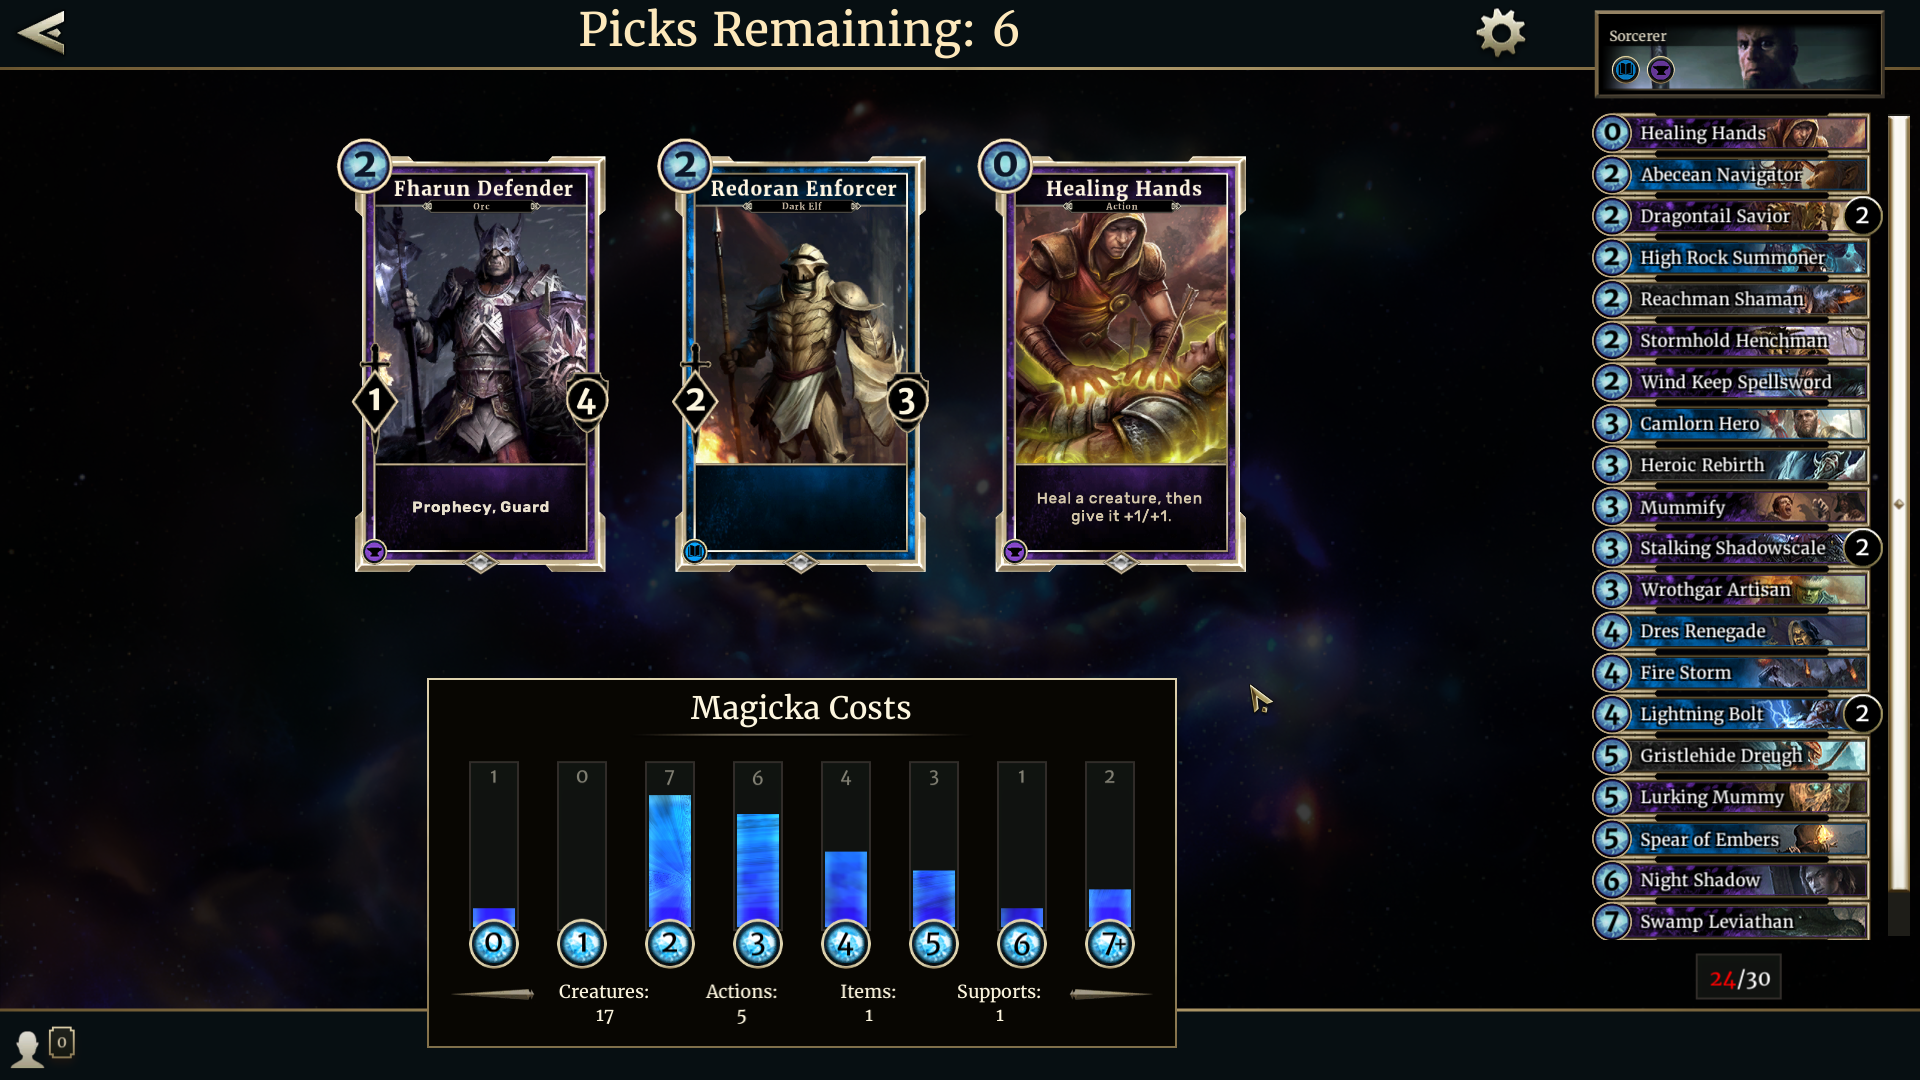 Picks Remaining: 6
Sorcerer
2
Fharun Defender
Orc
1
4
Prophecy, Guard
2
Redoran Enforcer
Dark Elf
2
3
0
Healing Hands
Action
Heal a creature, then
give it +1/+1.
0 Healing Hands
2 Abecean Navigator
2 Dragontail Savior 2
2 High Rock Summoner
2 Reachman Shaman
2 Stormhold Henchman
2 Wind Keep Spellsword
3 Camlorn Hero
3 Heroic Rebirth
3 Mummify
3 Stalking Shadowscale 2
3 Wrothgar Artisan
4 Dres Renegade
4 Fire Storm
4 Lightning Bolt 2
5 Gristlehide Dreugh
5 Lurking Mummy
5 Spear of Embers
6 Night Shadow
7 Swamp Leviathan
24/30
Magicka Costs
1 0 7 6 4 3 1 2
0 1 2 3 4 5 6 7+
Creatures: Actions: Items: Supports:
17 5 1 1
0